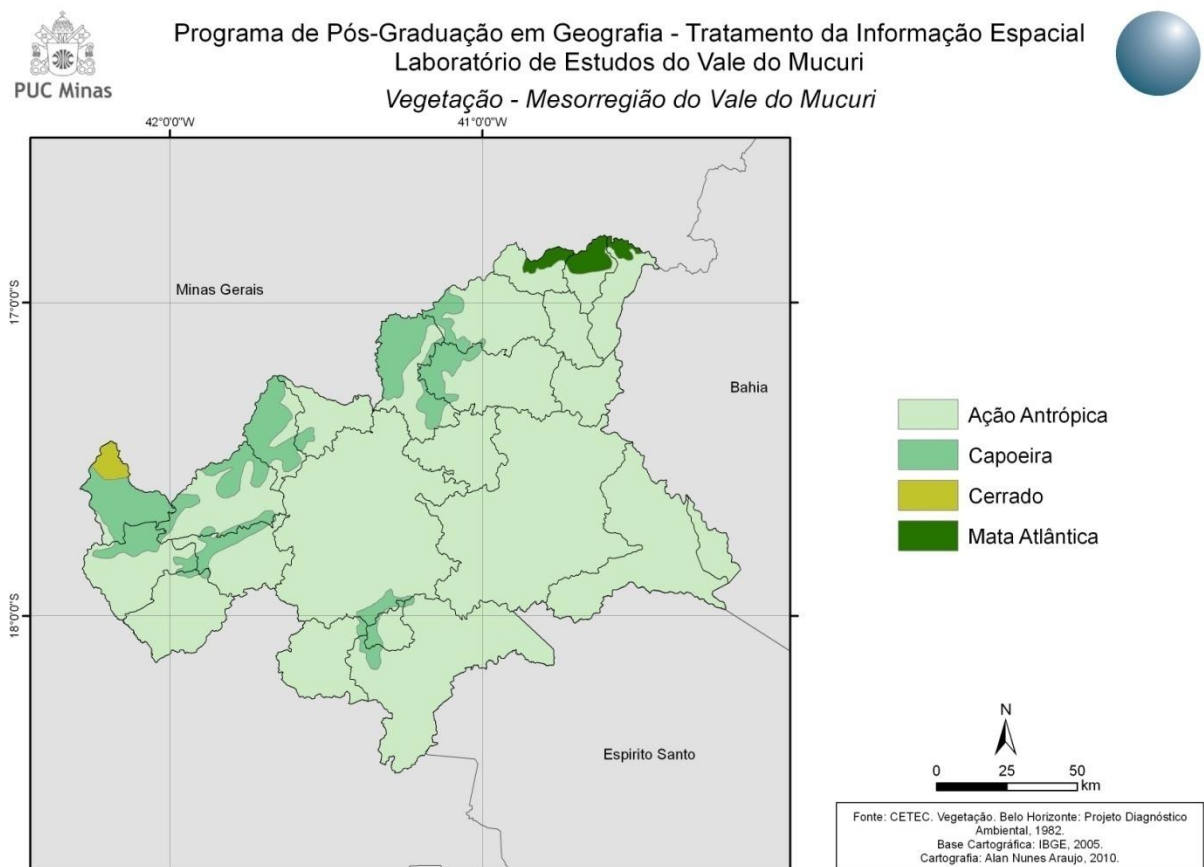 PUC Minas
Programa de Pós-Graduação em Geografia - Tratamento da Informação Espacial
Laboratório de Estudos do Vale do Mucuri
Vegetação - Mesorregião do Vale do Mucuri
42°0'0"W
41°0'0"W
17°0'0"S
18°0'0"S
Minas Gerais
Bahia
Espirito Santo
Ação Antrópica
Capoeira
Cerrado
Mata Atlântica
N
0 25 50
km
Fonte: CETEC. Vegetação. Belo Horizonte: Projeto Diagnóstico
Ambiental, 1982.
Base Cartográfica: IBGE, 2005.
Cartografia: Alan Nunes Araujo, 2010.